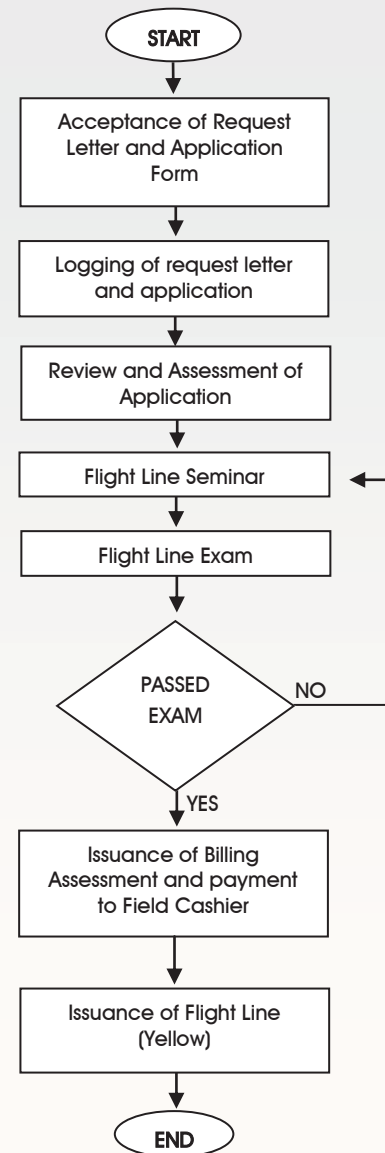 START
Acceptance of Request
Letter and Application
Form
Logging of request letter
and application
Review and Assessment of
Application
Flight Line Seminar
Flight Line Exam
PASSED
EXAM
NO
YES
Issuance of Billing
Assessment and payment
to Field Cashier
Issuance of Flight Line
(Yellow)
END